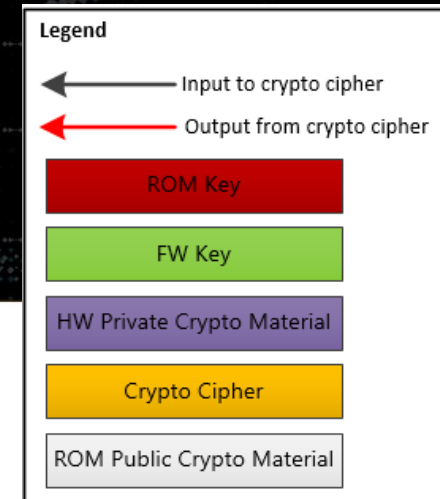 Legend
Input to crypto cipher
Output from crypto cipher
ROM Key
FW Key
HW Private Crypto Material
Crypto Cipher
ROM Public Crypto Material